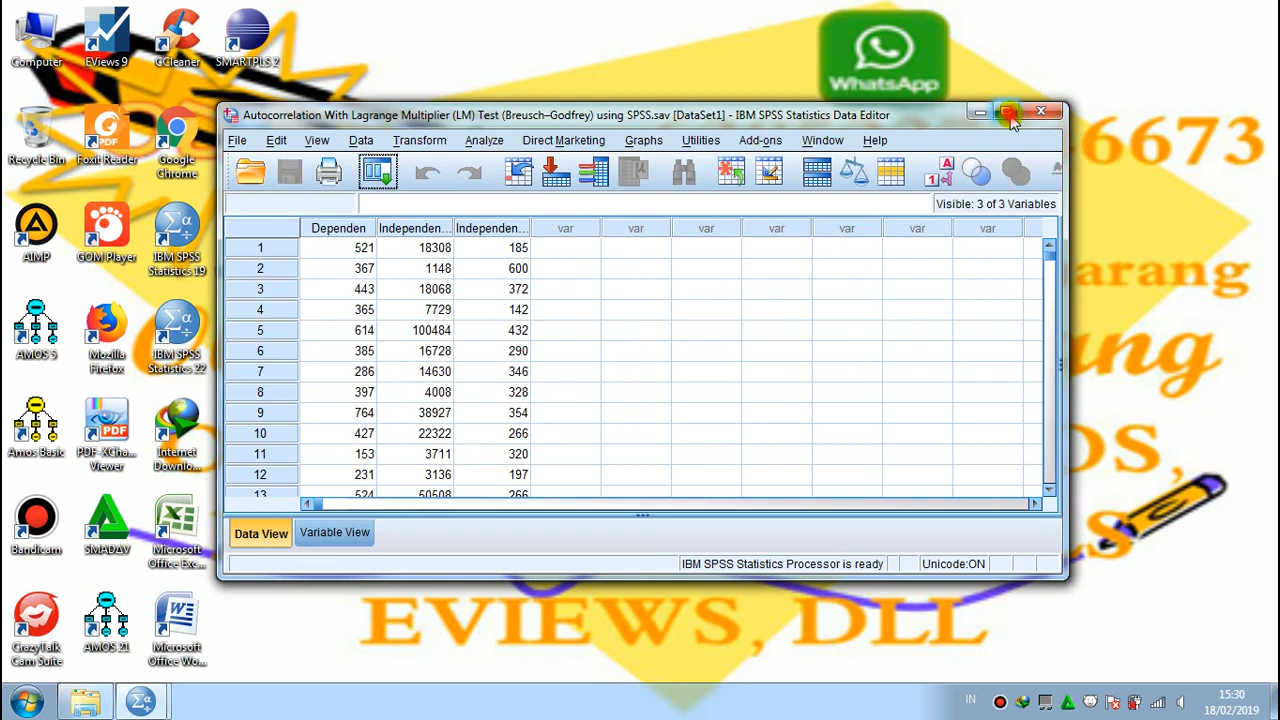 Computer
EViews 9
CCleaner
SMARTPLS 2
WhatsApp
Recycle Bin
Foxit Reader
Google Chrome
6673
arang
AIMP
GOM Player
IBM SPSS Statistics 19
AMOS 5
Mozilla Firefox
IBM SPSS Statistics 22
Amos Basic
PDF-XCha... Viewer
Internet Downlo...
OS,
Bandicam
SMADΔV
Microsoft Office Exc...
CrazyTalk Cam Suite
AMOS 21
Microsoft Office Wo...
EVIEWS, DLL
Autocorrelation With Lagrange Multiplier (LM) Test (Breusch–Godfrey) using SPSS.sav [DataSet1] - IBM SPSS Statistics Data Editor
File Edit View Data Transform Analyze Direct Marketing Graphs Utilities Add-ons Window Help
Visible: 3 of 3 Variables
Dependen Independen... Independen... var var var var var var var
1 521 18308 185
2 367 1148 600
3 443 18068 372
4 365 7729 142
5 614 100484 432
6 385 16728 290
7 286 14630 346
8 397 4008 328
9 764 38927 354
10 427 22322 266
11 153 3711 320
12 231 3136 197
13 524 50508 266
Data View Variable View
IBM SPSS Statistics Processor is ready Unicode:ON
IN
15:30
18/02/2019